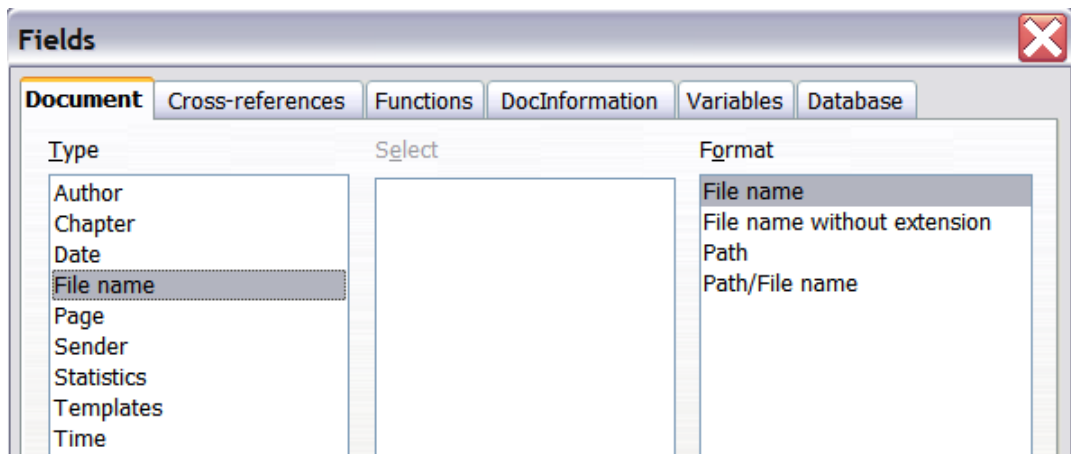 Fields
Document Cross-references Functions DocInformation Variables Database
Type Select Format
Author
Chapter
Date
File name
Page
Sender
Statistics
Templates
Time
File name
File name without extension
Path
Path/File name